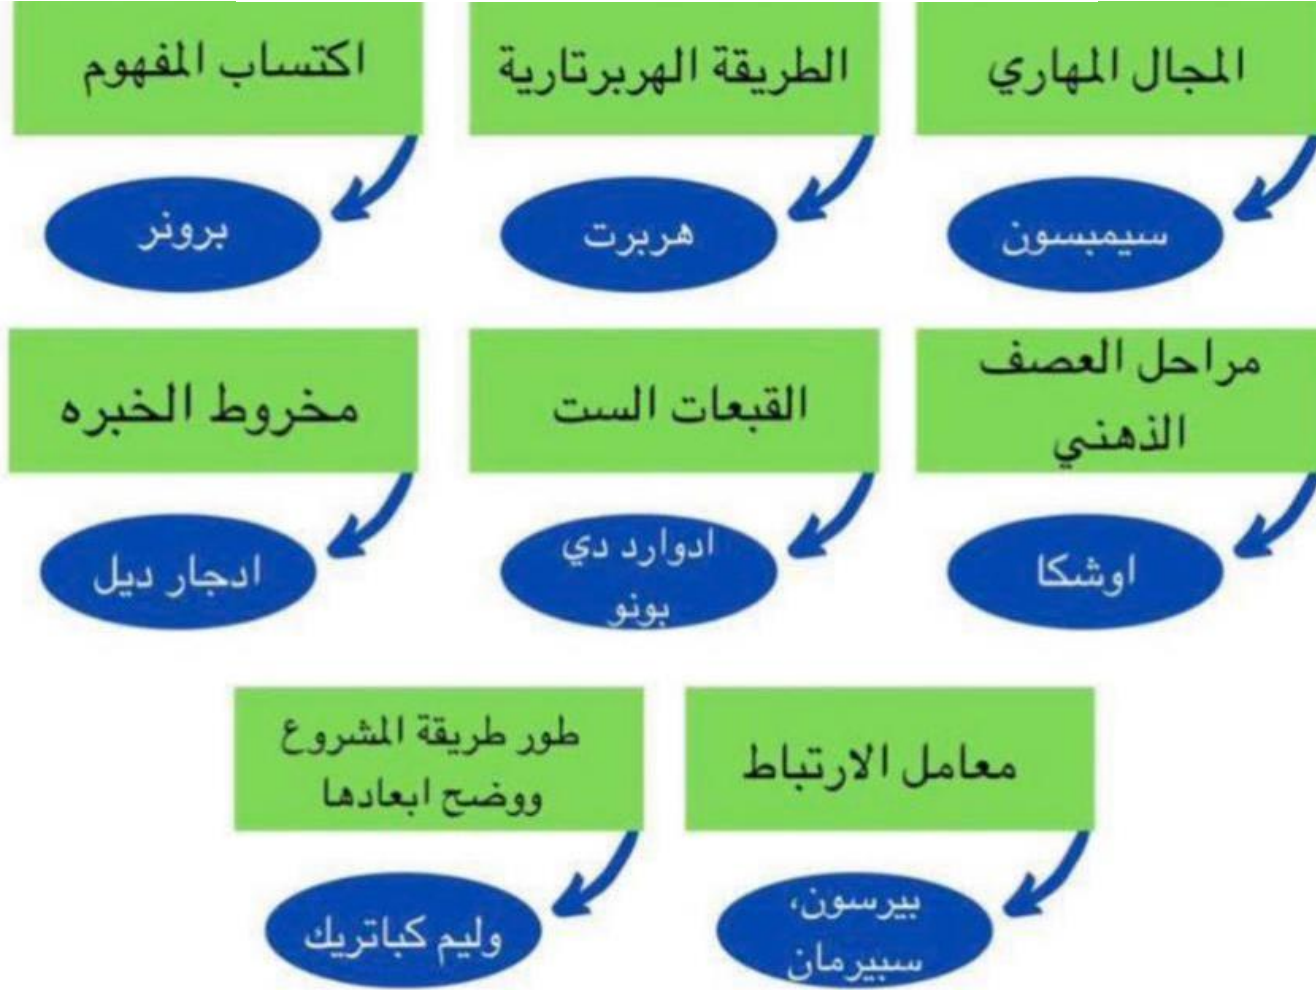 المجال المهاري
سيمبسون
الطريقة الهربرتارية
هربرت
اكتساب المفهوم
برونر
مراحل العصف
الذهني
اوشكا
القبعات الست
ادوارد دي
بونو
مخروط الخبره
ادجار ديل
معامل الارتباط
بيرسون،
سبيرمان
طور طريقة المشروع
ووضح ابعادها
وليم كباتريك